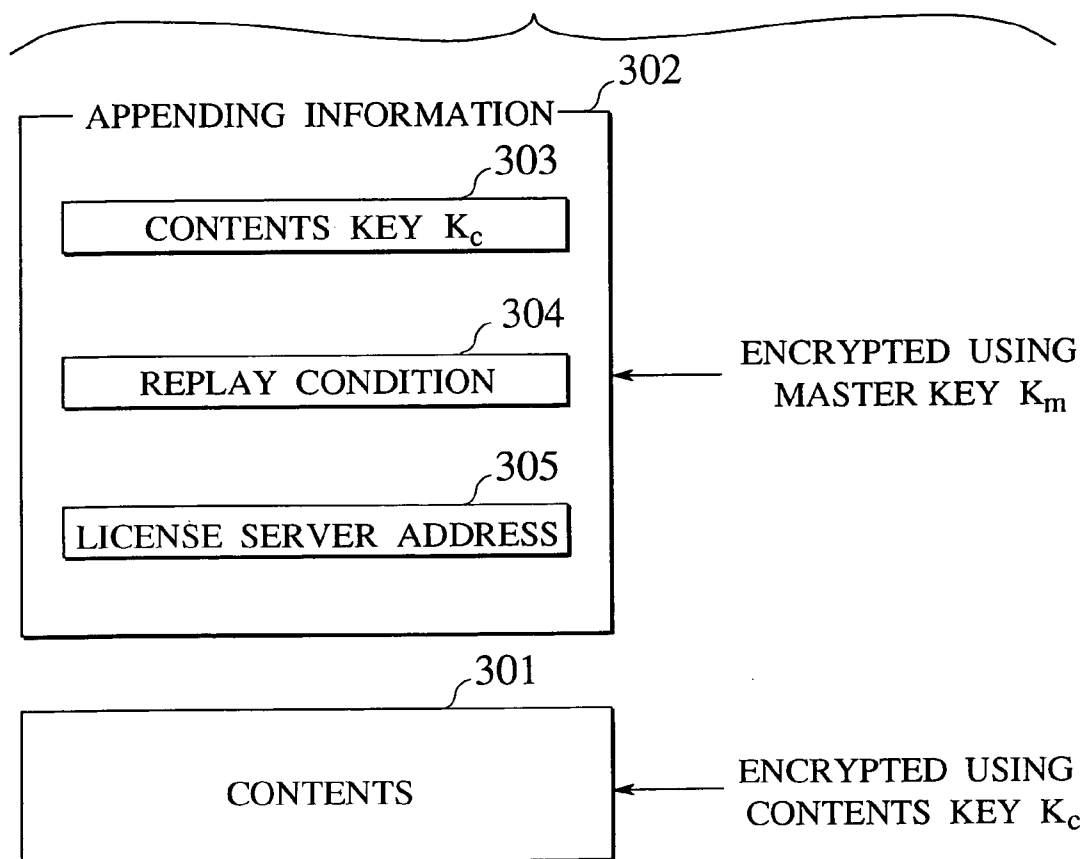 302
APPENDING INFORMATION
303
CONTENTS KEY Kc
304
REPLAY CONDITION
ENCRYPTED USING
MASTER KEY Km
305
LICENSE SERVER ADDRESS
301
CONTENTS
ENCRYPTED USING
CONTENTS KEY Kc